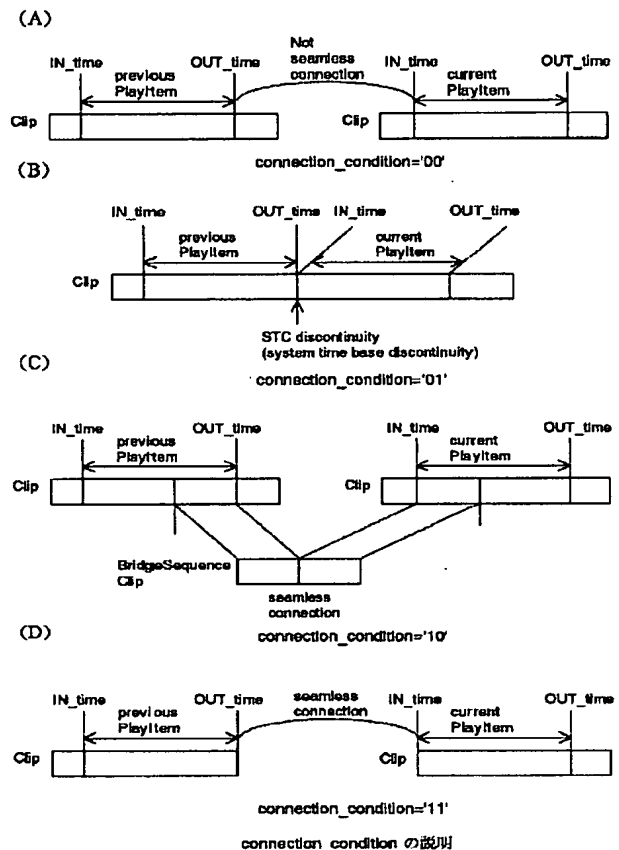 (A)
Not
seamless
connection
IN_time
previous
PlayItem
OUT_time
IN_time
current
PlayItem
OUT_time
Clip
Clip
connection_condition='00'
(B)
IN_time
OUT_time
IN_time
OUT_time
previous
PlayItem
current
PlayItem
Clip
STC discontinuity
(system time base discontinuity)
connection_condition='01'
(C)
IN_time
previous
PlayItem
OUT_time
IN_time
current
PlayItem
OUT_time
Clip
Clip
BridgeSequence
Clip
seamless
connection
connection_condition='10'
(D)
IN_time
previous
PlayItem
OUT_time
seamless
connection
IN_time
current
PlayItem
OUT_time
Clip
Clip
connection_condition='11'
connection_condition の説明